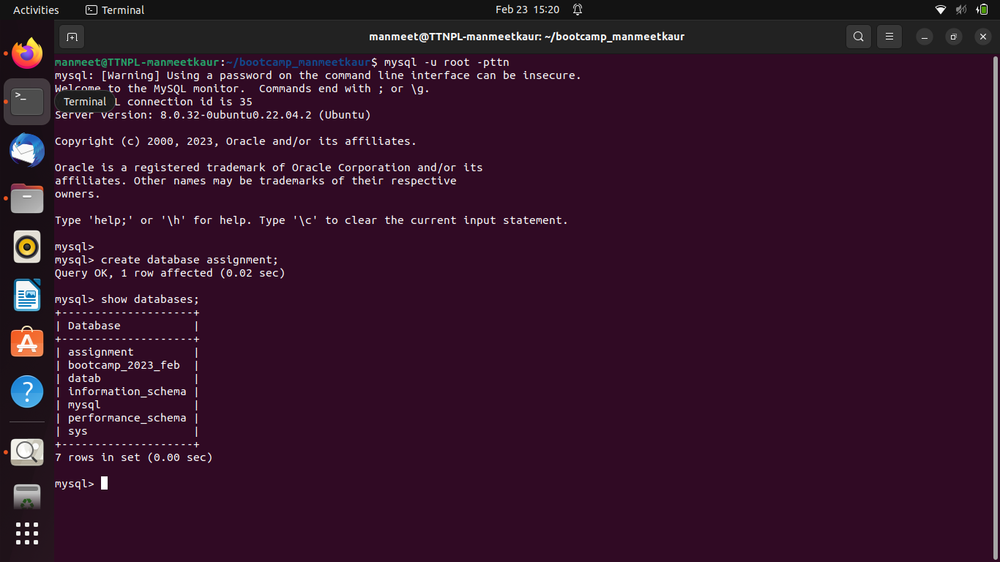 Activities
Terminal
Feb 23 15:20
manmeet@TTNPL-manmeetkaur: ~/bootcamp_manmeetkaur
manmeet@TTNPL-manmeetkaur:~/bootcamp_manmeetkaur$ mysql -u root -pttn
mysql: [Warning] Using a password on the command line interface can be insecure.
Welcome to the MySQL monitor.  Commands end with ; or \g.
Terminal
L connection id is 35
Server version: 8.0.32-0ubuntu0.22.04.2 (Ubuntu)
Copyright (c) 2000, 2023, Oracle and/or its affiliates.
Oracle is a registered trademark of Oracle Corporation and/or its
affiliates. Other names may be trademarks of their respective
owners.
Type 'help;' or '\h' for help. Type '\c' to clear the current input statement.
mysql>
mysql> create database assignment;
Query OK, 1 row affected (0.02 sec)
mysql> show databases;
+--------------------+
| Database           |
+--------------------+
| assignment         |
| bootcamp_2023_feb  |
| datab              |
| information_schema |
| mysql              |
| performance_schema |
| sys                |
+--------------------+
7 rows in set (0.00 sec)
mysql>